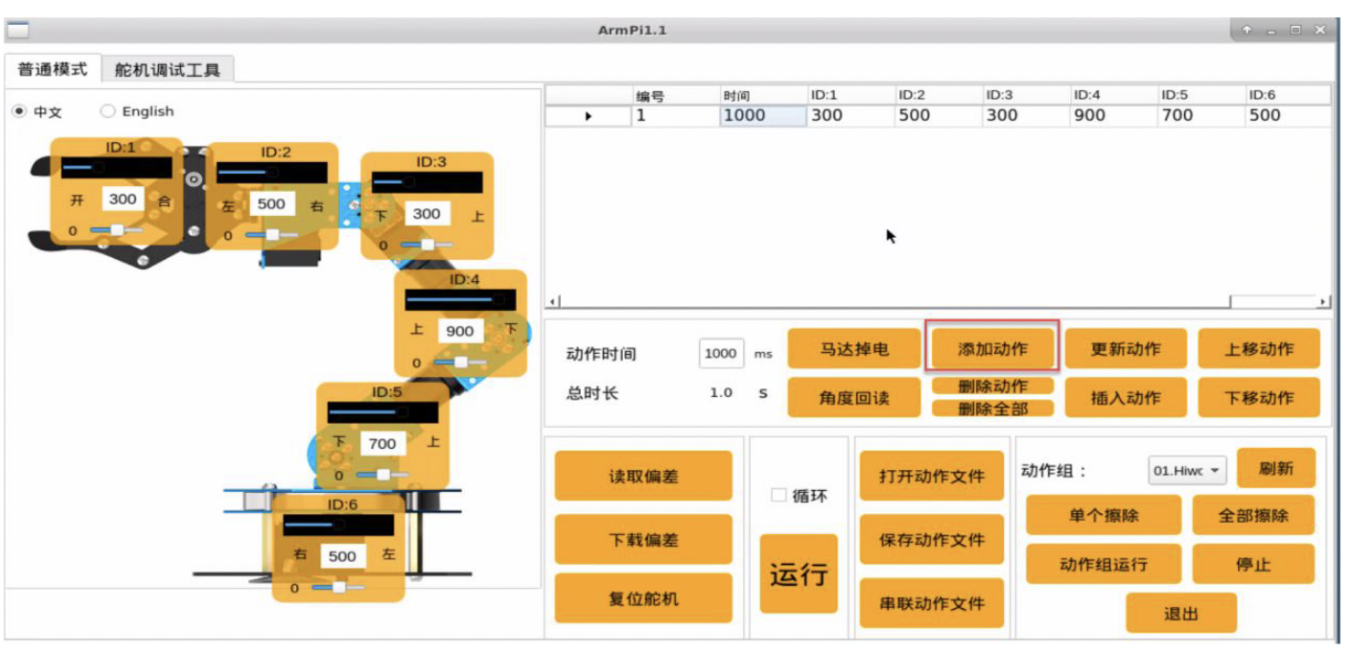 ArmPi1.1
普通模式 舵机调试工具
中文 English
编号 时间 ID:1 ID:2 ID:3 ID:4 ID:5 ID:6
1 1000 300 500 300 900 700 500
ID:1
开 300 合
0
ID:2
左 500 右
0
ID:3
下 300 上
0
ID:4
上 900 下
0
ID:5
下 700 上
0
ID:6
右 500 左
0
动作时间 1000 ms 马达掉电 添加动作 更新动作 上移动作
总时长 1.0 S 角度回读 删除动作 插入动作 下移动作
删除全部
读取偏差
下载偏差
复位舵机
循环
运行
打开动作文件
保存动作文件
串联动作文件
动作组： 01.Hiwc 刷新
单个擦除 全部擦除
动作组运行 停止
退出